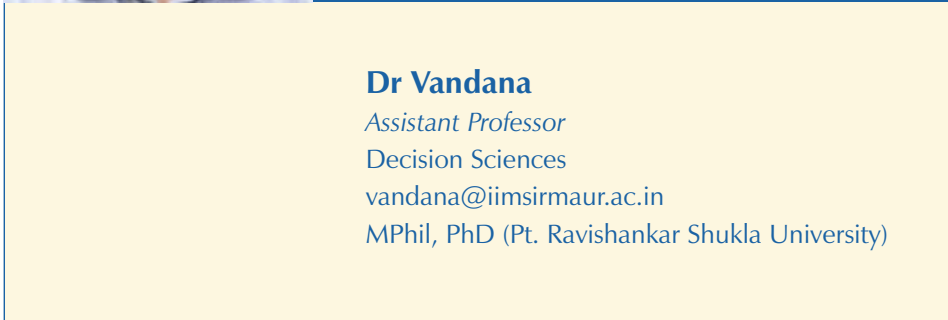 Dr Vandana
Assistant Professor
Decision Sciences
vandana@iimsirmaur.ac.in
MPhil, PhD (Pt. Ravishankar Shukla University)